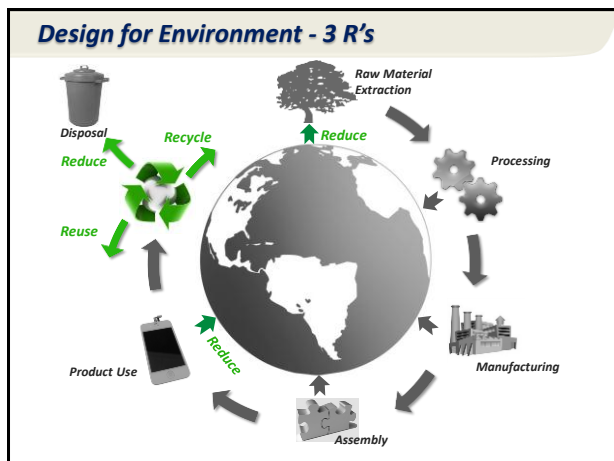 Design for Environment - 3 R's
Raw Material
Extraction
Disposal
Recycle
Reduce
Reduce
Processing
Reuse
Reduce
Product Use
Manufacturing
Assembly